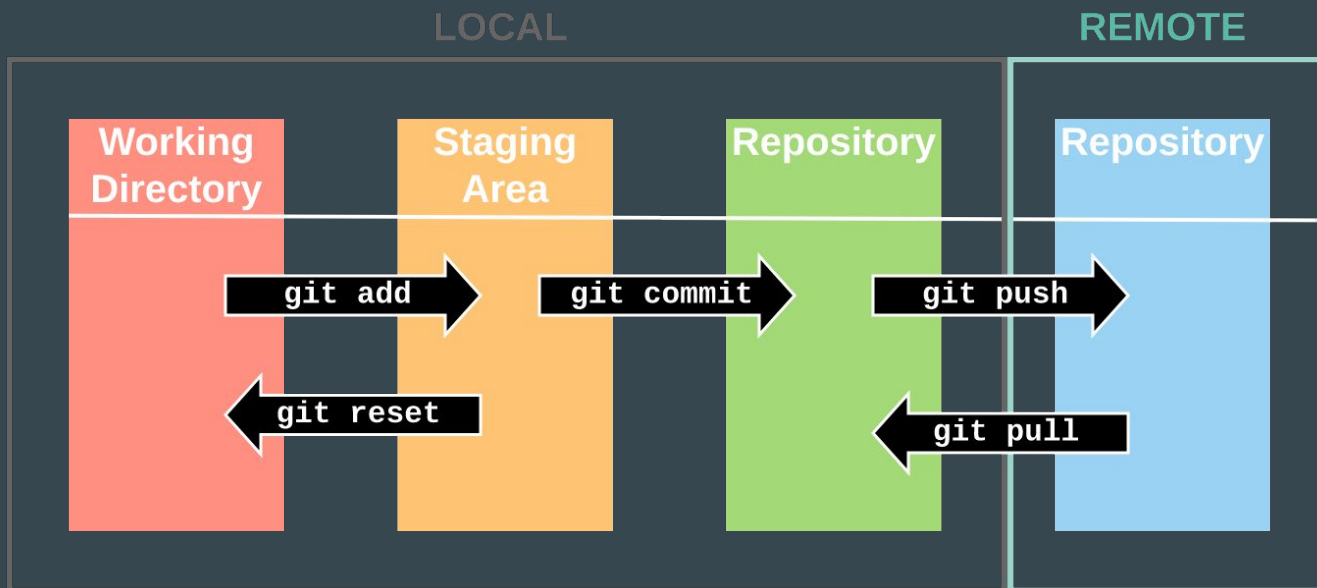 LOCAL
REMOTE
Working
Directory
Staging
Area
Repository
Repository
git add
git commit
git push
git reset
git pull